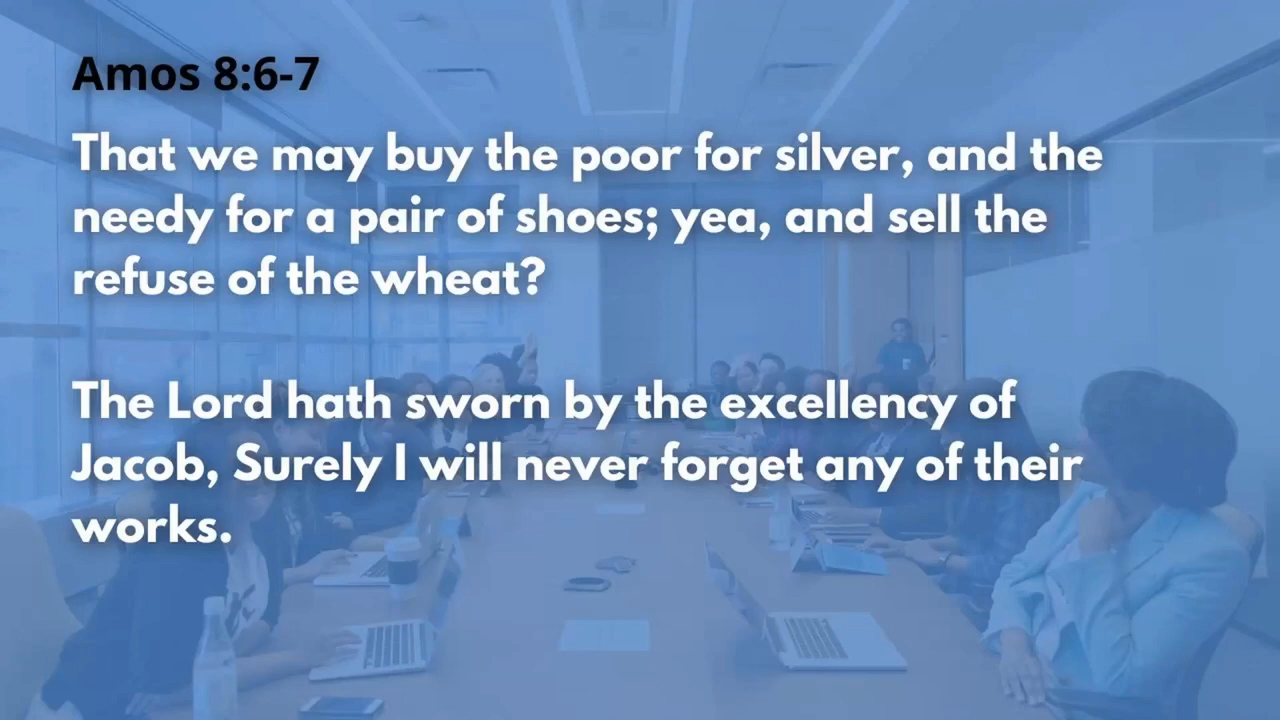 Amos 8:6-7
That we may buy the poor for silver, and the
needy for a pair of shoes; yea, and sell the
refuse of the wheat?
The Lord hath sworn by the excellency of
Jacob, Surely I will never forget any of their
works.